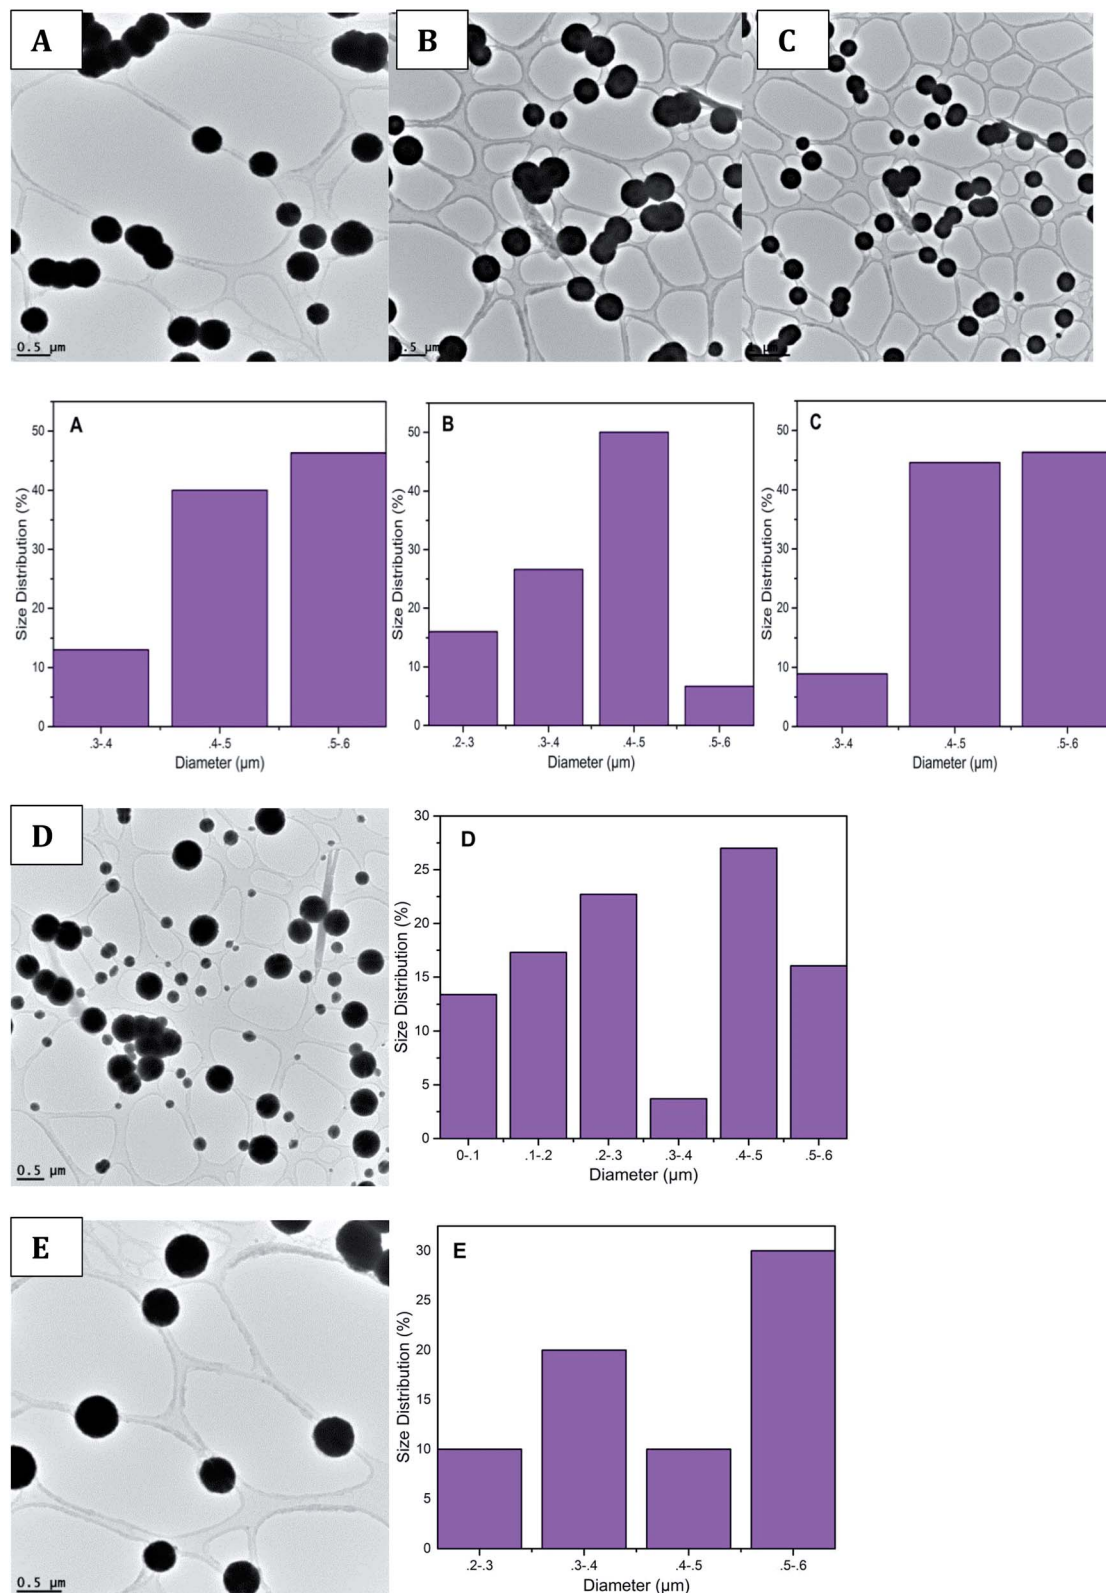 A
B
C
0.5 µm
0.5 µm
1 µm
A
Size Distribution (%)
50
40
30
20
10
0
.3-.4
.4-.5
.5-.6
Diameter (µm)
B
Size Distribution (%)
50
40
30
20
10
0
.2-.3
.3-.4
.4-.5
.5-.6
Diameter (µm)
C
Size Distribution (%)
50
40
30
20
10
0
.3-.4
.4-.5
.5-.6
Diameter (µm)
D
0.5 µm
D
Size Distribution (%)
30
25
20
15
10
5
0
0-.1
.1-.2
.2-.3
.3-.4
.4-.5
.5-.6
Diameter (µm)
E
0.5 µm
E
Size Distribution (%)
30
25
20
15
10
5
0
.2-.3
.3-.4
.4-.5
.5-.6
Diameter (µm)